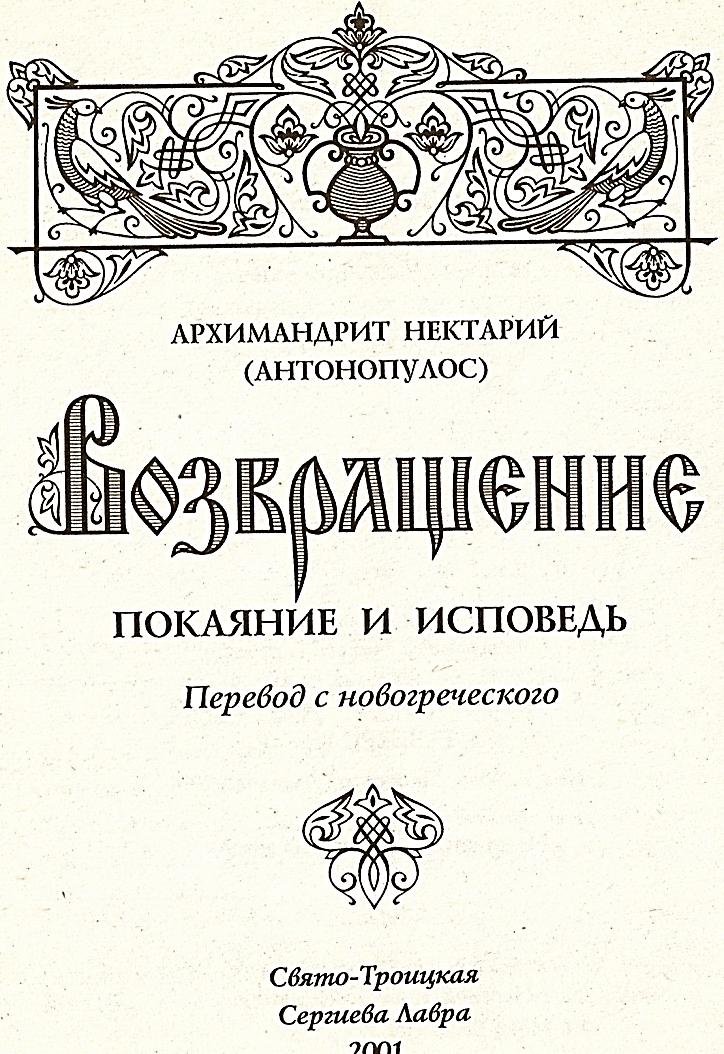 АРХИМАНДРИТ НЕКТАРИЙ
(АНТОНОПУЛОС)
Возвращение
ПОКАЯНИЕ И ИСПОВЕДЬ
Перевод с новогреческого
Свято-Троицкая
Сергиева Лавра
2001